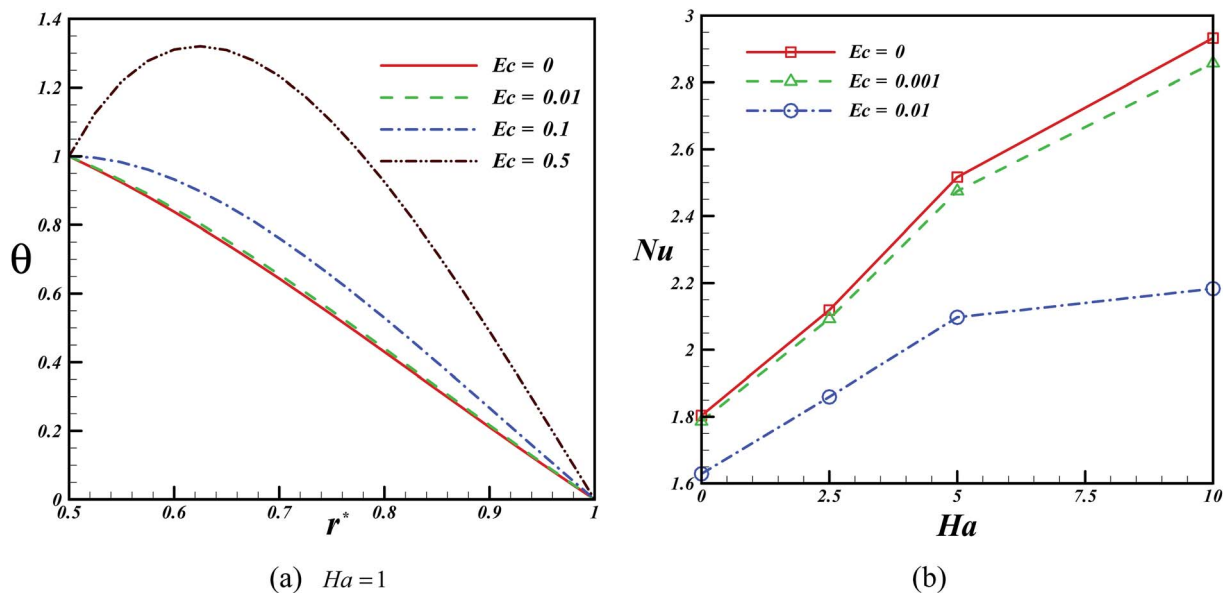 1.4
1.2
1
0.8
0.6
0.4
0.2
0
θ
Ec = 0
Ec = 0.01
Ec = 0.1
Ec = 0.5
0.5 0.6 0.7 0.8 0.9 1
r*
(a) Ha = 1
3
2.8
2.6
2.4
2.2
2
1.8
1.6
Nu
Ec = 0
Ec = 0.001
Ec = 0.01
0 2.5 5 7.5 10
Ha
(b)